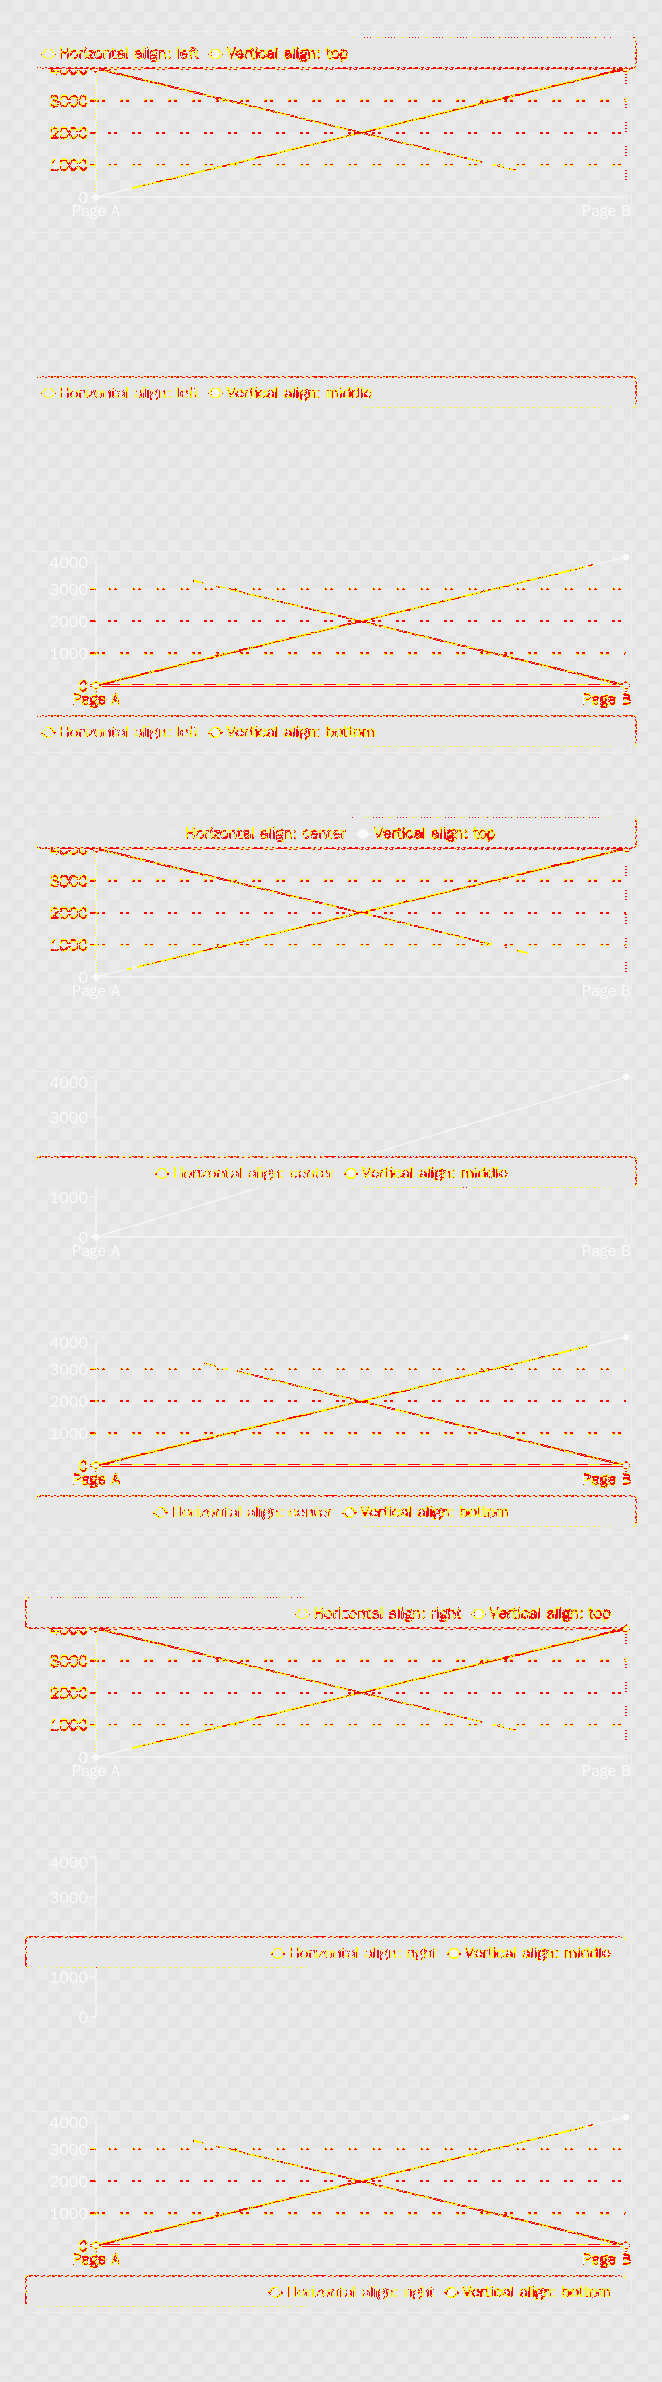 Horizontal align: left Vertical align: top
4000
3000
2000
1000
0
Page A Page B
Horizontal align: left Vertical align: middle
4000
3000
2000
1000
0
Page A Page B
Horizontal align: left Vertical align: bottom
Horizontal align: center Vertical align: top
4000
3000
2000
1000
0
Page A Page B
4000
3000
Horizontal align: center Vertical align: middle
1000
0
Page A Page B
4000
3000
2000
1000
0
Page A Page B
Horizontal align: center Vertical align: bottom
Horizontal align: right Vertical align: top
4000
3000
2000
1000
0
Page A Page B
4000
3000
Horizontal align: right Vertical align: middle
1000
0
4000
3000
2000
1000
0
Page A Page B
Horizontal align: right Vertical align: bottom